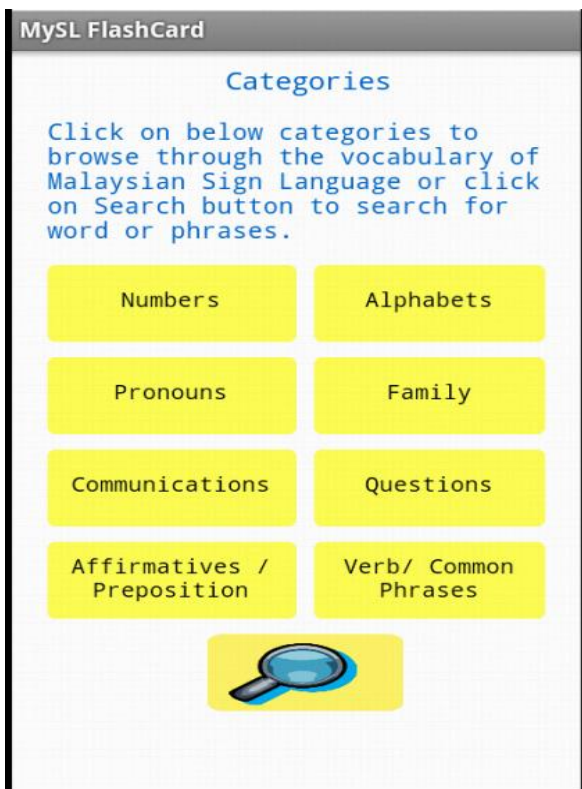 MySL FlashCard
Categories
Click on below categories to
browse through the vocabulary of
Malaysian Sign Language or click
on Search button to search for
word or phrases.
Numbers
Alphabets
Pronouns
Family
Communications
Questions
Affirmatives /
Preposition
Verb/ Common
Phrases